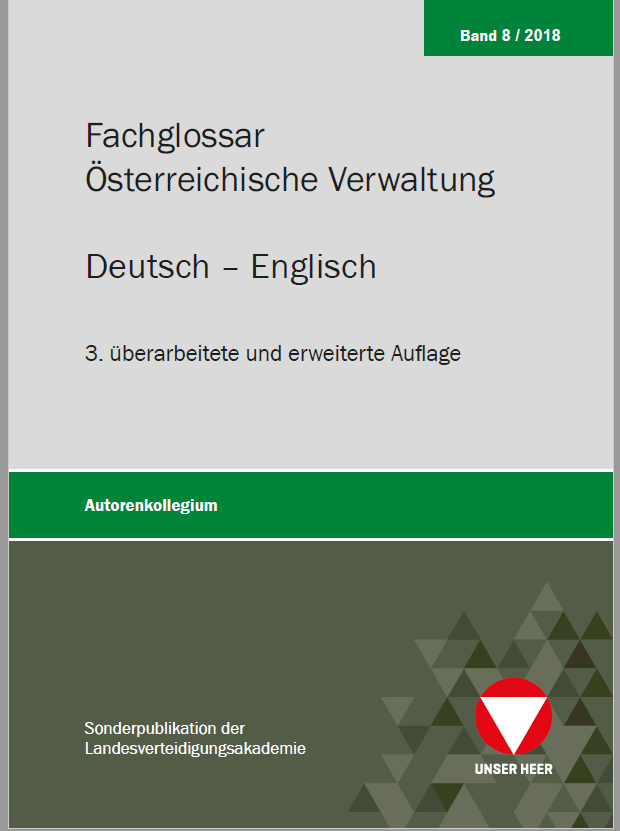 Band 8 / 2018
Fachglossar
Österreichische Verwaltung
Deutsch – Englisch
3. überarbeitete und erweiterte Auflage
Autorenkollegium
Sonderpublikation der
Landesverteidigungsakademie
UNSER HEER